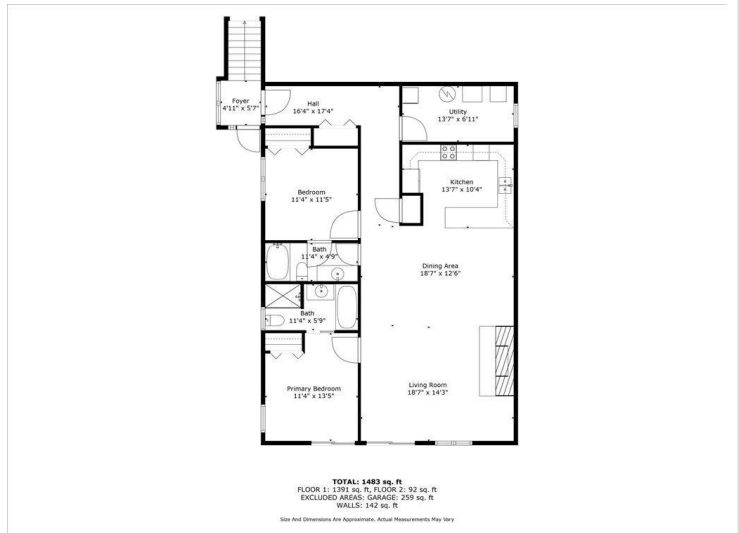 Foyer
4'11" x 5'7"
Hall
16'4" x 17'4"
Utility
13'7" x 6'11"
Kitchen
13'7" x 10'4"
Bedroom
11'4" x 11'5"
Bath
11'4" x 4'9"
Dining Area
18'7" x 12'6"
Bath
11'4" x 5'9"
Primary Bedroom
11'4" x 13'5"
Living Room
18'7" x 14'3"
TOTAL: 1483 sq. ft
FLOOR 1: 1391 sq. ft, FLOOR 2: 92 sq. ft
EXCLUDED AREAS: GARAGE: 259 sq. ft
WALLS: 142 sq. ft
Size And Dimensions Are Approximate. Actual Measurements May Vary